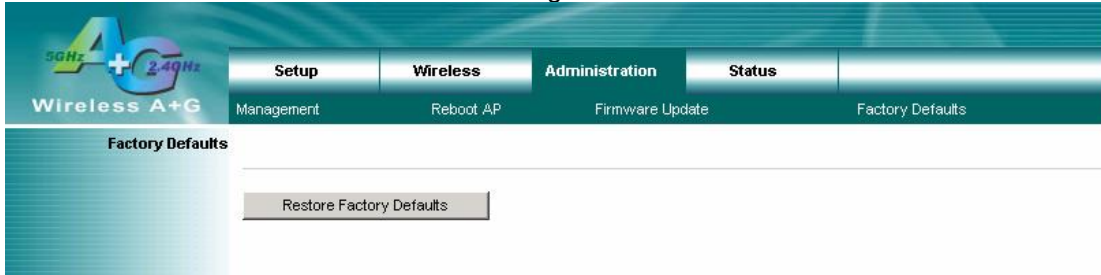 5GHz A+G 2.4GHz
Wireless A+G
Setup Wireless Administration Status
Management Reboot AP Firmware Update Factory Defaults
Factory Defaults
Restore Factory Defaults